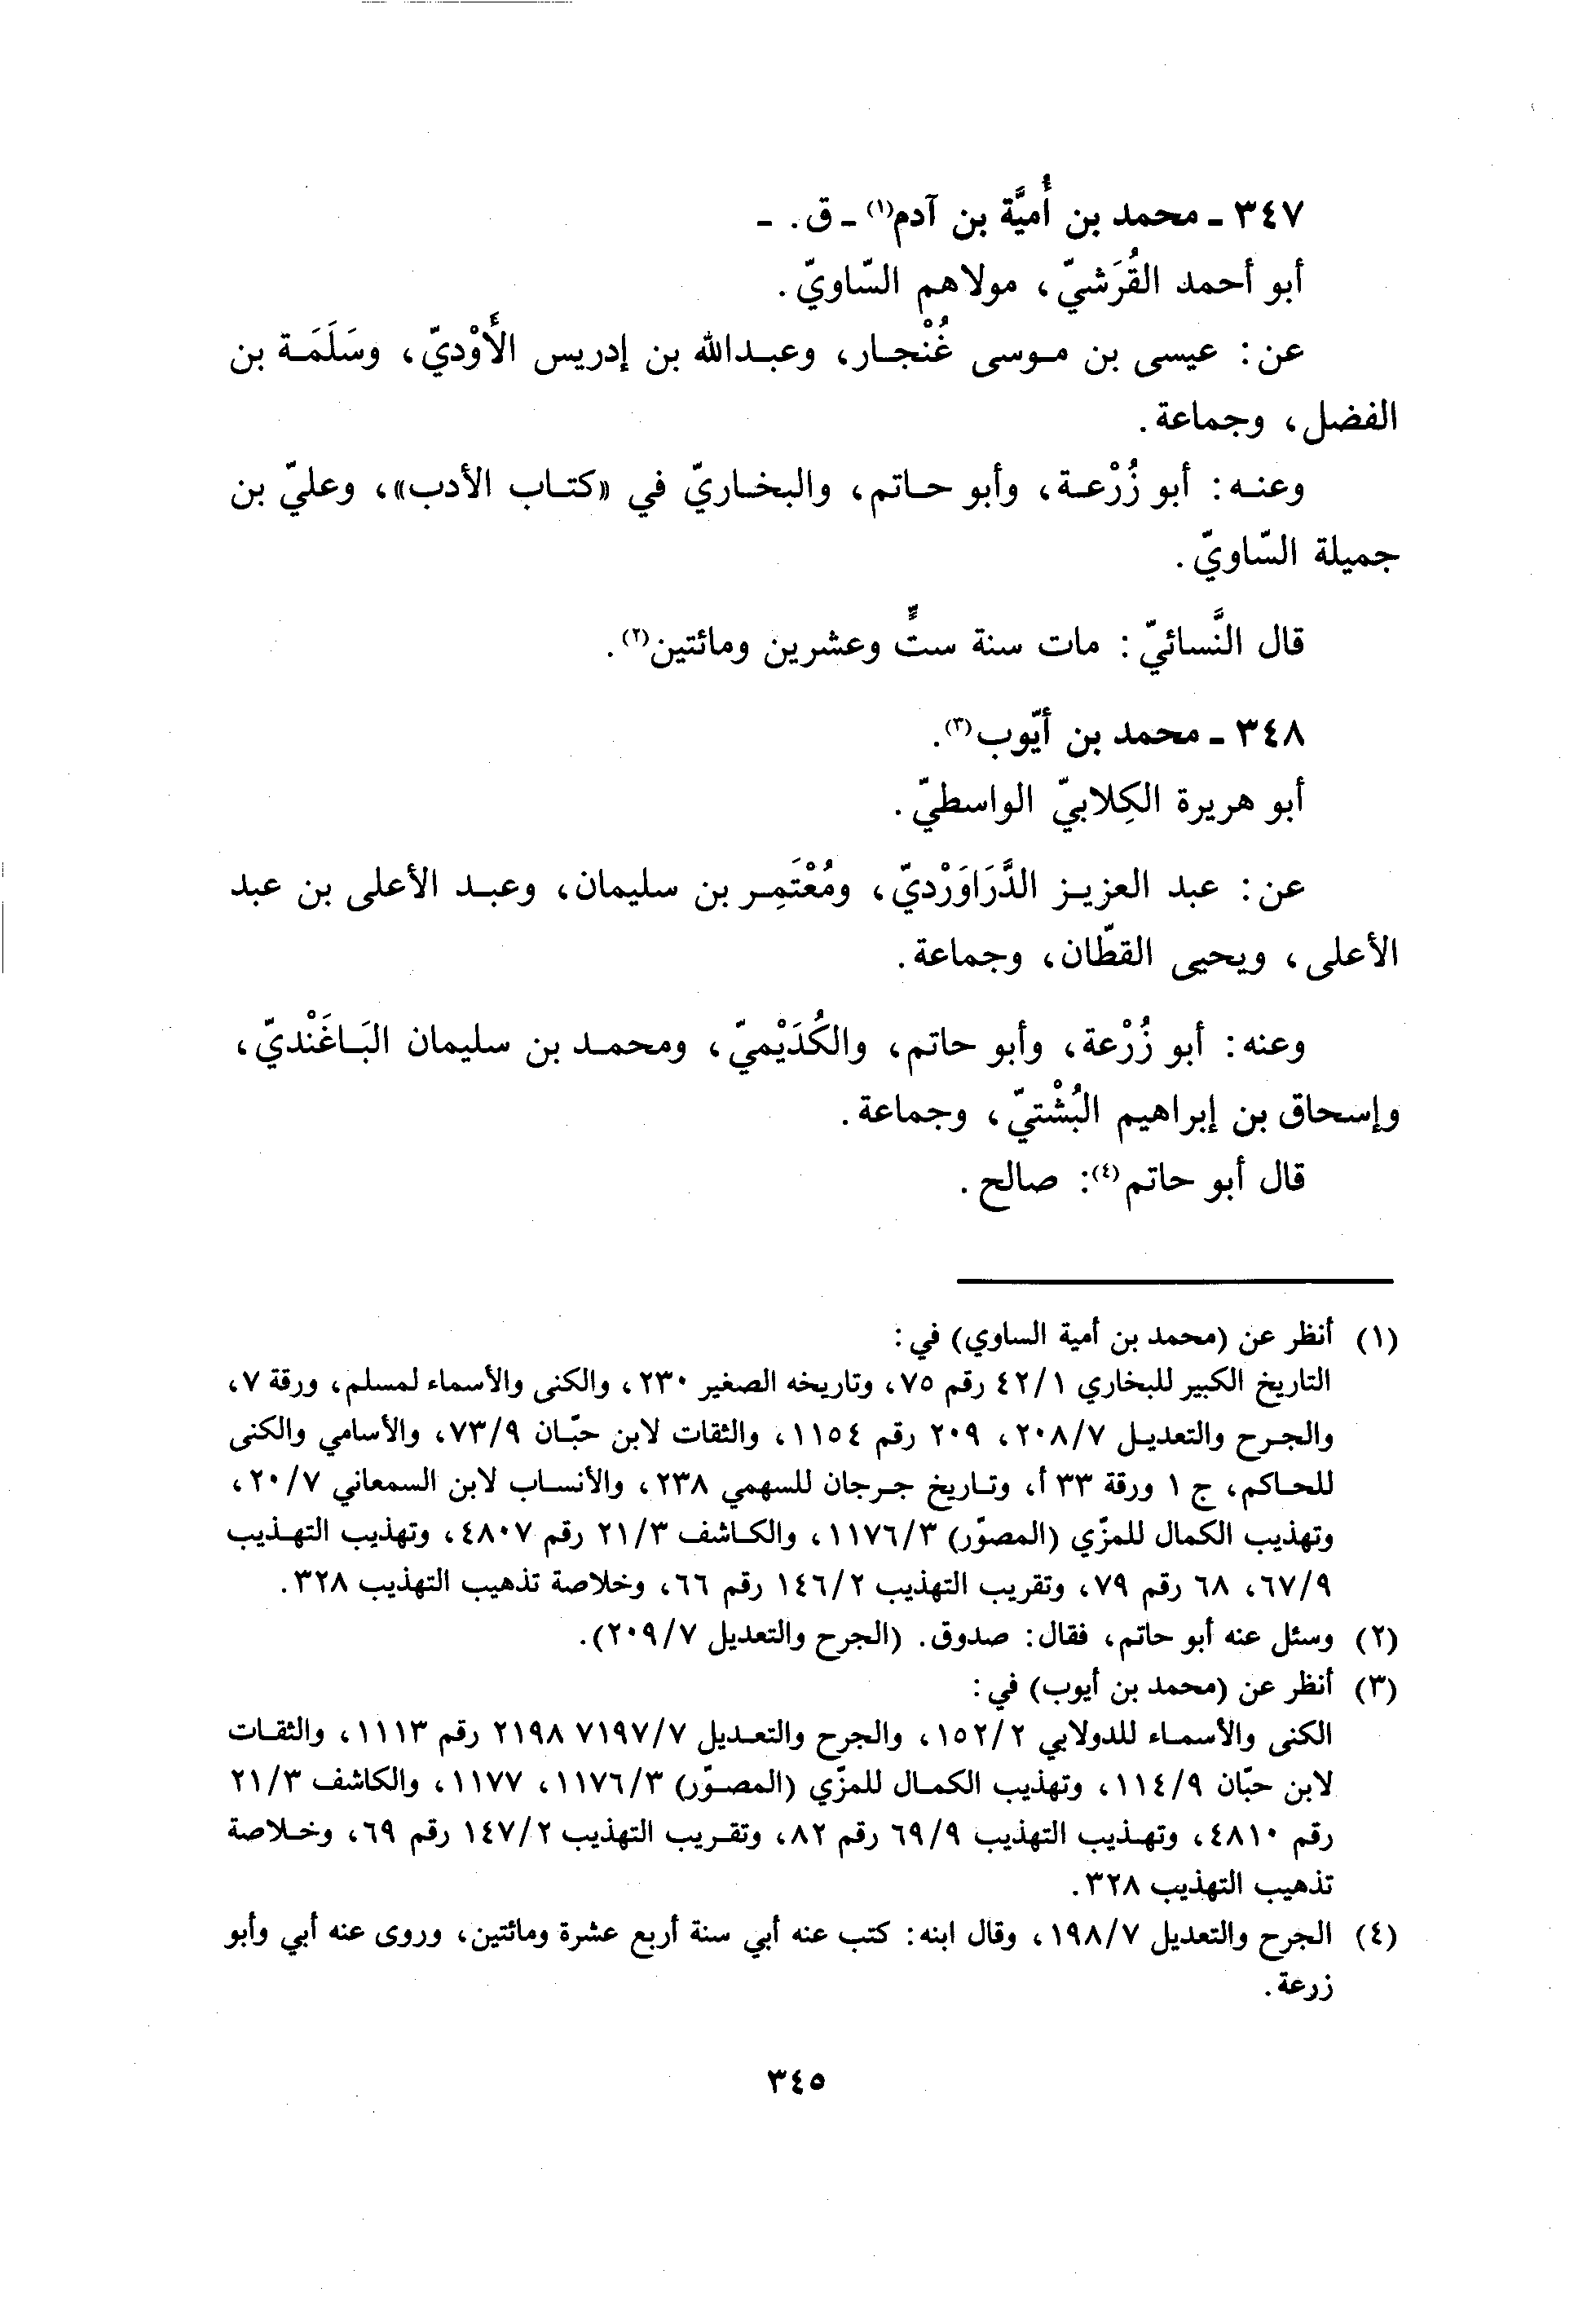 ٣٤٧ - محمد بن أُميَّة بن آدم(١) - ق. -
أبو أحمد القُرَشيّ، مولاهم السّاويّ.
عن: عيسى بن موسى غُنْجار، وعبدالله بن إدريس الأَوْديّ، وسَلَمَة بن
الفضل، وجماعة.
وعنه: أبو زُرْعة، وأبو حاتم، والبخاريّ في «كتاب الأدب»، وعليّ بن
جميلة السّاويّ.
قال النَّسائيّ: مات سنة ستٍّ وعشرين ومائتين(٢).
٣٤٨ - محمد بن أيّوب(٣).
أبو هريرة الكِلابيّ الواسطيّ.
عن: عبد العزيز الدَّرَاوَرْديّ، ومُعْتَمِر بن سليمان، وعبد الأعلى بن عبد
الأعلى، ويحيى القطّان، وجماعة.
وعنه: أبو زُرْعة، وأبو حاتم، والكُدَيْميّ، ومحمد بن سليمان البَاغَنْديّ،
وإسحاق بن إبراهيم البُشْتيّ، وجماعة.
قال أبو حاتم(٤): صالح.
(١) أنظر عن (محمد بن أمية الساوي) في:
التاريخ الكبير للبخاري ٤٢/١ رقم ٧٥، وتاريخه الصغير ٢٣٠، والكنى والأسماء لمسلم، ورقة ٧،
والجرح والتعديل ٢٠٨/٧، ٢٠٩ رقم ١١٥٤، والثقات لابن حبّان ٧٣/٩، والأسامي والكنى
للحاكم، ج ١ ورقة ٣٣ أ، وتاريخ جرجان للسهمي ٢٣٨، والأنساب لابن السمعاني ٢٠/٧،
وتهذيب الكمال للمزّي (المصوّر) ١١٧٦/٣، والكاشف ٢١/٣ رقم ٤٨٠٧، وتهذيب التهذيب
٦٧/٩، ٦٨ رقم ٧٩، وتقريب التهذيب ١٤٦/٢ رقم ٦٦، وخلاصة تذهيب التهذيب ٣٢٨.
(٢) وسئل عنه أبو حاتم، فقال: صدوق. (الجرح والتعديل ٢٠٩/٧).
(٣) أنظر عن (محمد بن أيوب) في:
الكنى والأسماء للدولابي ١٥٢/٢، والجرح والتعديل ٧١٩٧/٧ ٢١٩٨ رقم ١١١٣، والثقات
لابن حبّان ١١٤/٩، وتهذيب الكمال للمزّي (المصوّر) ١١٧٦/٣، ١١٧٧، والكاشف ٢١/٣
رقم ٤٨١٠، وتهذيب التهذيب ٦٩/٩ رقم ٨٢، وتقريب التهذيب ١٤٧/٢ رقم ٦٩، وخلاصة
تذهيب التهذيب ٣٢٨.
(٤) الجرح والتعديل ١٩٨/٧، وقال ابنه: كتب عنه أبي سنة أربع عشرة ومائتين، وروى عنه أبي وأبو
زرعة.
٣٤٥